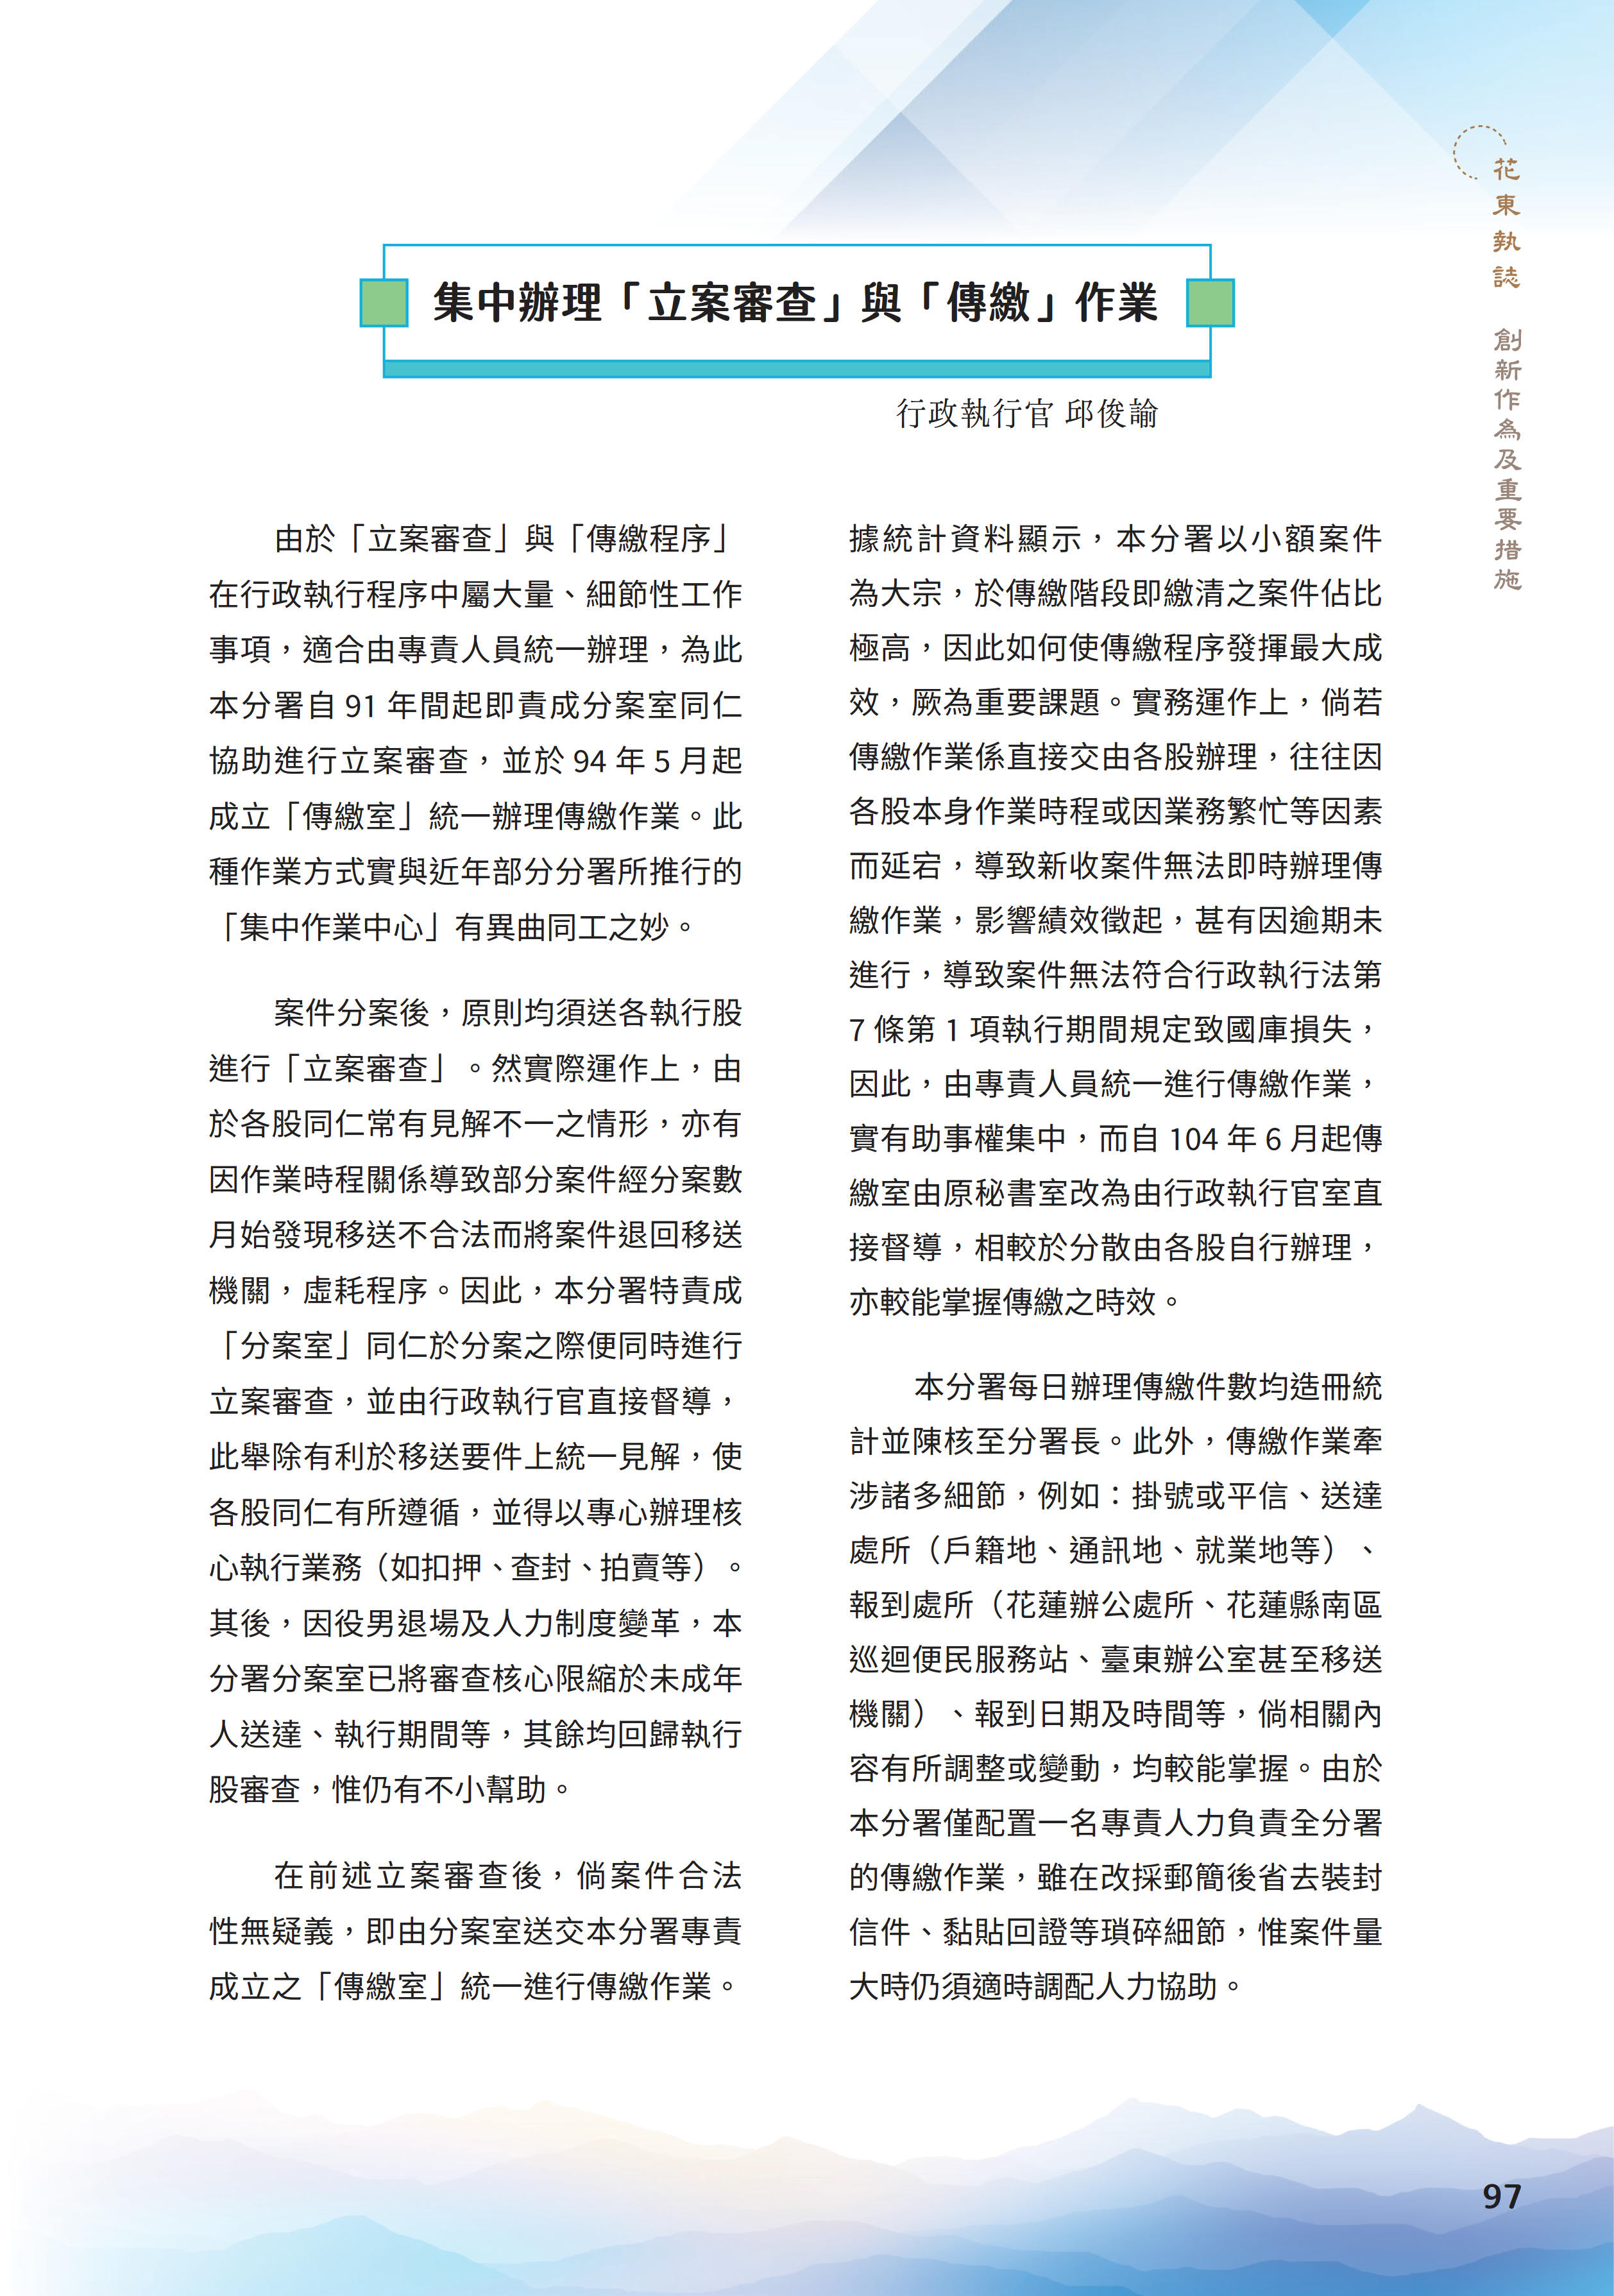 花東執誌 創新作為及重要措施
集中辦理「立案審查」與「傳繳」作業
行政執行官 邱俊諭
由於「立案審查」與「傳繳程序」
在行政執行程序中屬大量、細節性工作
事項，適合由專責人員統一辦理，為此
本分署自 91 年間起即責成分案室同仁
協助進行立案審查，並於 94 年 5 月起
成立「傳繳室」統一辦理傳繳作業。此
種作業方式實與近年部分分署所推行的
「集中作業中心」有異曲同工之妙。
案件分案後，原則均須送各執行股
進行「立案審查」。然實際運作上，由
於各股同仁常有見解不一之情形，亦有
因作業時程關係導致部分案件經分案數
月始發現移送不合法而將案件退回移送
機關，虛耗程序。因此，本分署特責成
「分案室」同仁於分案之際便同時進行
立案審查，並由行政執行官直接督導，
此舉除有利於移送要件上統一見解，使
各股同仁有所遵循，並得以專心辦理核
心執行業務（如扣押、查封、拍賣等）。
其後，因役男退場及人力制度變革，本
分署分案室已將審查核心限縮於未成年
人送達、執行期間等，其餘均回歸執行
股審查，惟仍有不小幫助。
在前述立案審查後，倘案件合法
性無疑義，即由分案室送交本分署專責
成立之「傳繳室」統一進行傳繳作業。
據統計資料顯示，本分署以小額案件
為大宗，於傳繳階段即繳清之案件佔比
極高，因此如何使傳繳程序發揮最大成
效，厥為重要課題。實務運作上，倘若
傳繳作業係直接交由各股辦理，往往因
各股本身作業時程或因業務繁忙等因素
而延宕，導致新收案件無法即時辦理傳
繳作業，影響績效徵起，甚有因逾期未
進行，導致案件無法符合行政執行法第
7 條第 1 項執行期間規定致國庫損失，
因此，由專責人員統一進行傳繳作業，
實有助事權集中，而自 104 年 6 月起傳
繳室由原秘書室改為由行政執行官室直
接督導，相較於分散由各股自行辦理，
亦較能掌握傳繳之時效。
本分署每日辦理傳繳件數均造冊統
計並陳核至分署長。此外，傳繳作業牽
涉諸多細節，例如：掛號或平信、送達
處所（戶籍地、通訊地、就業地等）、
報到處所（花蓮辦公處所、花蓮縣南區
巡迴便民服務站、臺東辦公室甚至移送
機關）、報到日期及時間等，倘相關內
容有所調整或變動，均較能掌握。由於
本分署僅配置一名專責人力負責全分署
的傳繳作業，雖在改採郵簡後省去裝封
信件、黏貼回證等瑣碎細節，惟案件量
大時仍須適時調配人力協助。
97